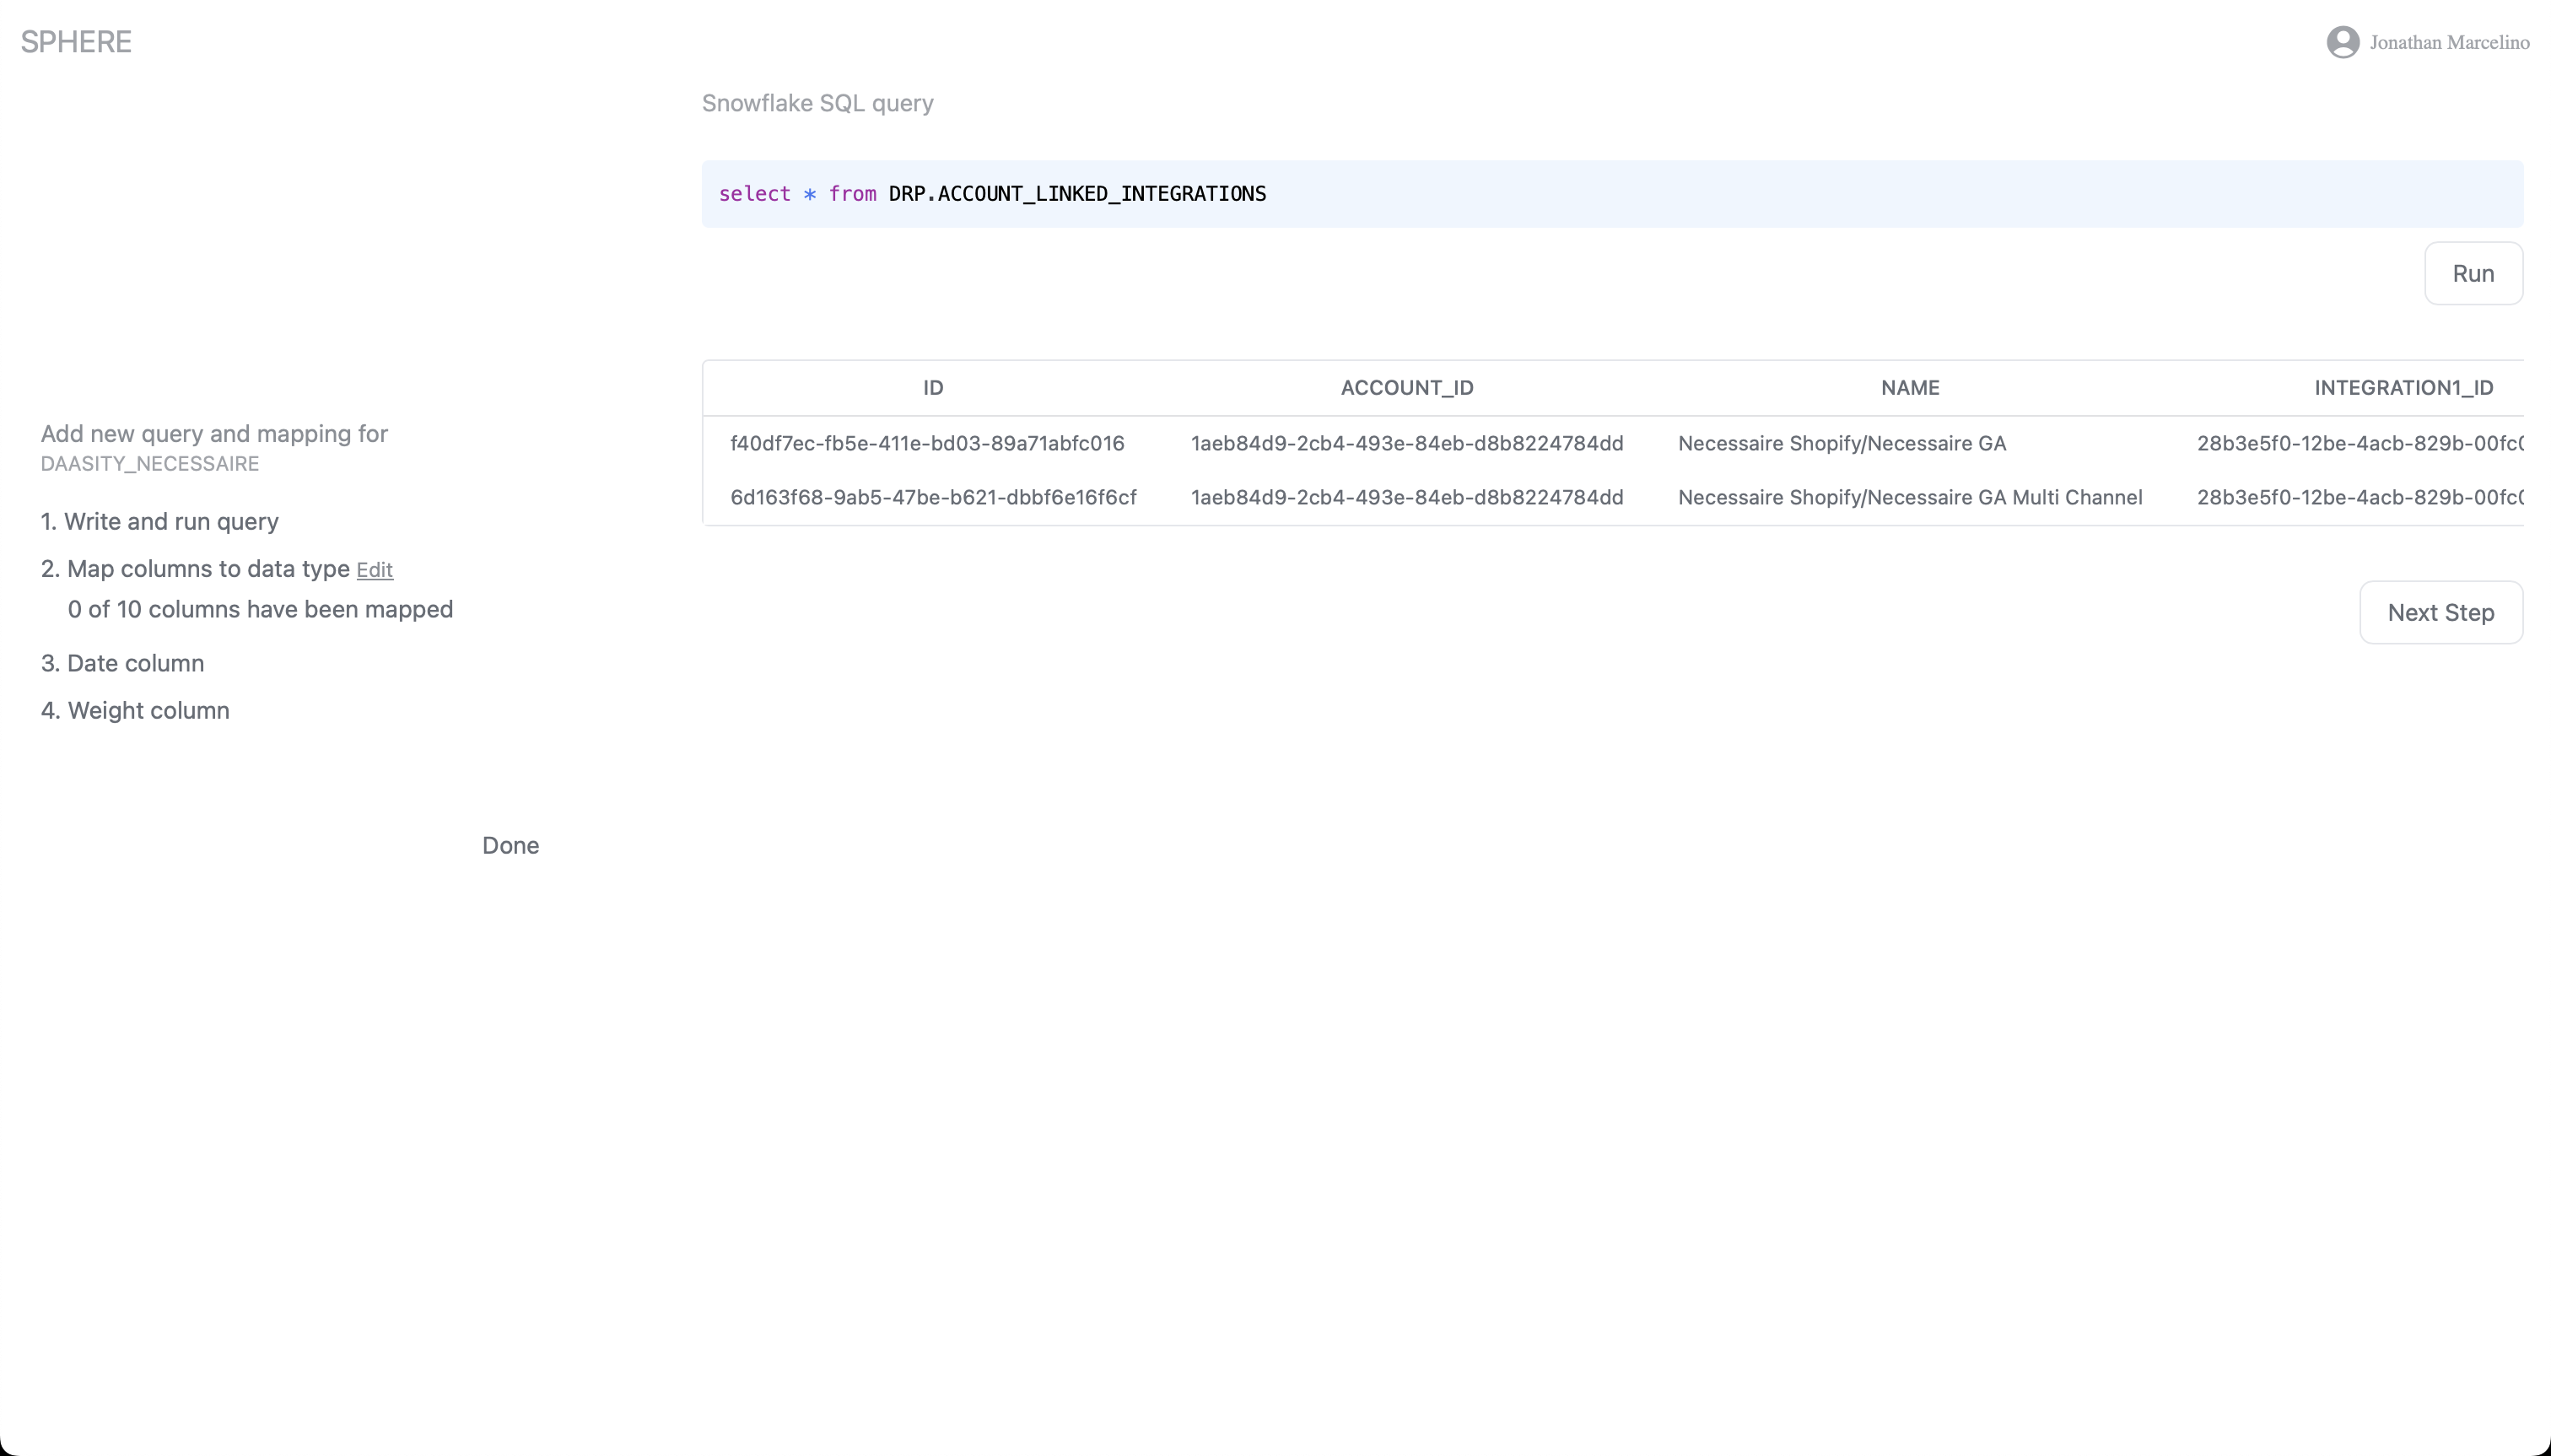 SPHERE
Jonathan Marcelino
Snowflake SQL query
select * from DRP.ACCOUNT_LINKED_INTEGRATIONS
Run
ID ACCOUNT_ID NAME INTEGRATION1_ID
f40df7ec-fb5e-411e-bd03-89a71abfc016 1aeb84d9-2cb4-493e-84eb-d8b8224784dd Necessaire Shopify/Necessaire GA 28b3e5f0-12be-4acb-829b-00fc
6d163f68-9ab5-47be-b621-dbbf6e16f6cf 1aeb84d9-2cb4-493e-84eb-d8b8224784dd Necessaire Shopify/Necessaire GA Multi Channel 28b3e5f0-12be-4acb-829b-00fc
Next Step
Add new query and mapping for
DAASITY_NECESSAIRE
1. Write and run query
2. Map columns to data type Edit
0 of 10 columns have been mapped
3. Date column
4. Weight column
Done